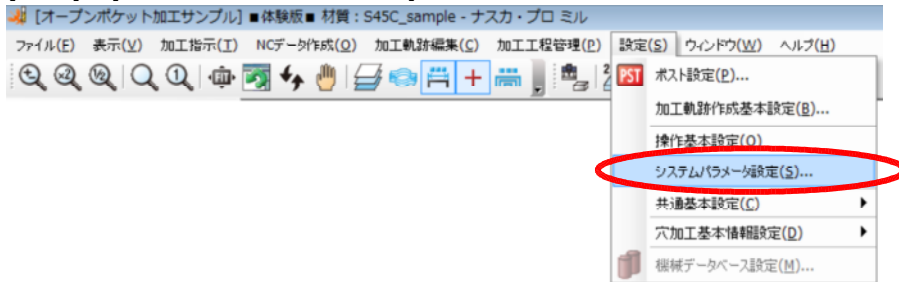 [オープンポケット加工サンプル] ■体験版■ 材質：S45C_sample - ナスカ・プロ ミル
ファイル(F) 表示(V) 加工指示(I) NCデータ作成(O) 加工軌跡編集(C) 加工工程管理(P) 設定(S) ウィンドウ(W) ヘルプ(H)
PST ポスト設定(P)...
加工軌跡作成基本設定(B)...
操作基本設定(O)
システムパラメータ設定(S)...
共通基本設定(C)
穴加工基本情報設定(D)
機械データベース設定(M)...